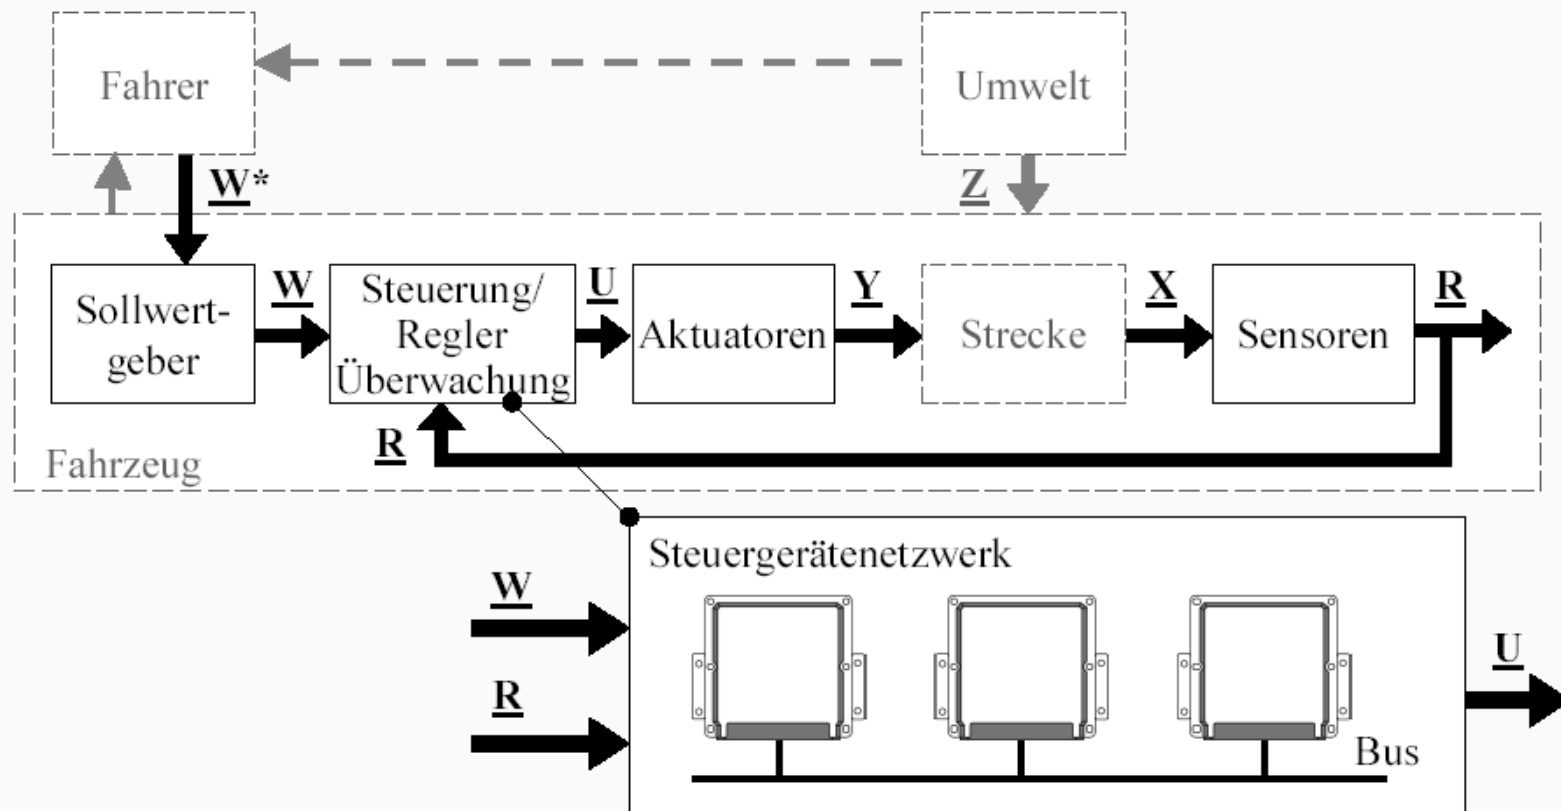 Fahrer
Umwelt
W*
Z
Sollwert-
geber
W
Steuerung/
Regler
Überwachung
U
Aktuatoren
Y
Strecke
X
Sensoren
R
R
Fahrzeug
Steuergerätenetzwerk
W
R
U
Bus